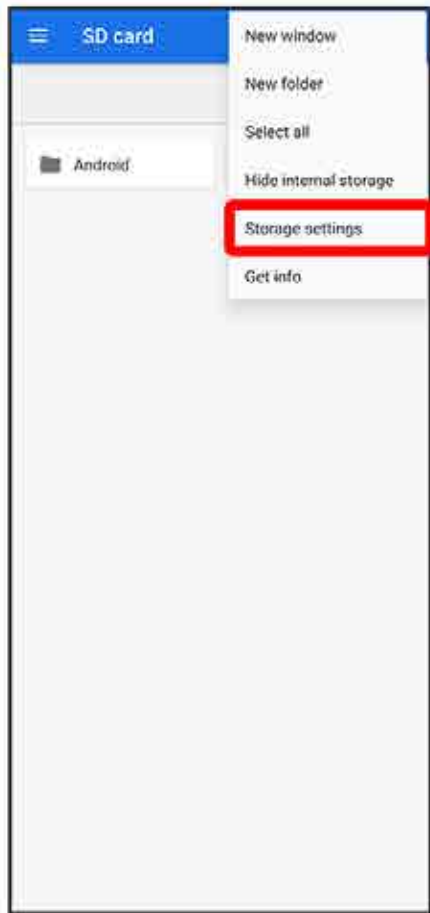 SD card
New window
New folder
Select all
Android
Hide internal storage
Storage settings
Get info